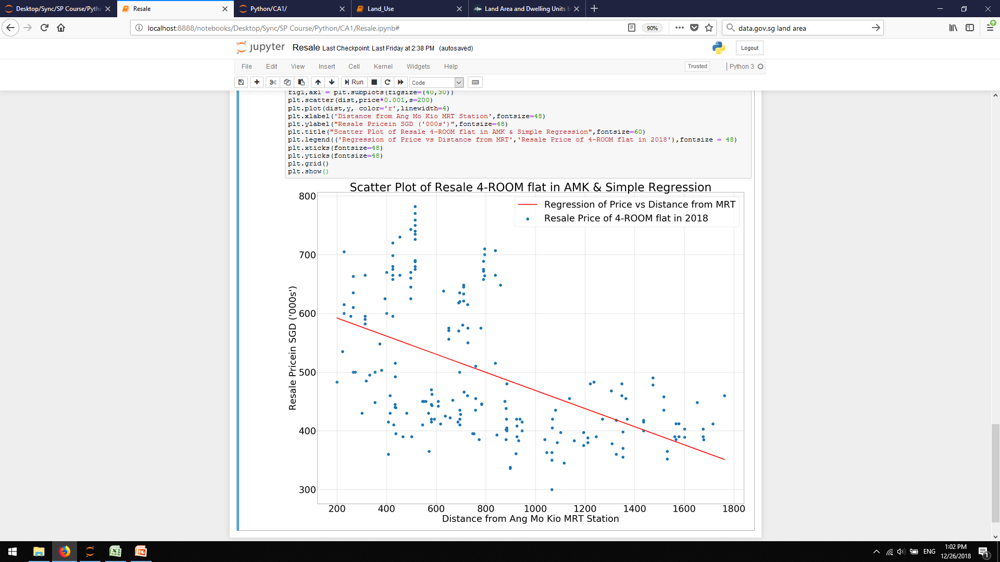 Desktop/Sync/SP Course/Pytho
Resale
Python/CA1/
Land_Use
Land Area and Dwelling Units b
localhost:8888/notebooks/Desktop/Sync/SP Course/Python/CA1/Resale.ipynb#
90%
data.gov.sg land area
jupyter Resale Last Checkpoint: Last Friday at 2:38 PM (autosaved)
Logout
File Edit View Insert Cell Kernel Widgets Help
Trusted
Python 3
Run
Code
fig1,ax1 = plt.subplots(figsize=(40,30))
plt.scatter(dist,price*0.001,s=200)
plt.plot(dist,y, color='r',linewidth=4)
plt.xlabel('Distance from Ang Mo Kio MRT Station',fontsize=48)
plt.ylabel("Resale Pricein SGD ('000s')",fontsize=48)
plt.title("Scatter Plot of Resale 4-ROOM flat in AMK & Simple Regression",fontsize=60)
plt.legend(('Regression of Price vs Distance from MRT','Resale Price of 4-ROOM flat in 2018'),fontsize = 48)
plt.xticks(fontsize=48)
plt.yticks(fontsize=48)
plt.grid()
plt.show()
Scatter Plot of Resale 4-ROOM flat in AMK & Simple Regression
Regression of Price vs Distance from MRT
Resale Price of 4-ROOM flat in 2018
800
700
600
500
400
300
Resale Pricein SGD ('000s')
200 400 600 800 1000 1200 1400 1600 1800
Distance from Ang Mo Kio MRT Station
ENG
1:02 PM
12/26/2018
1